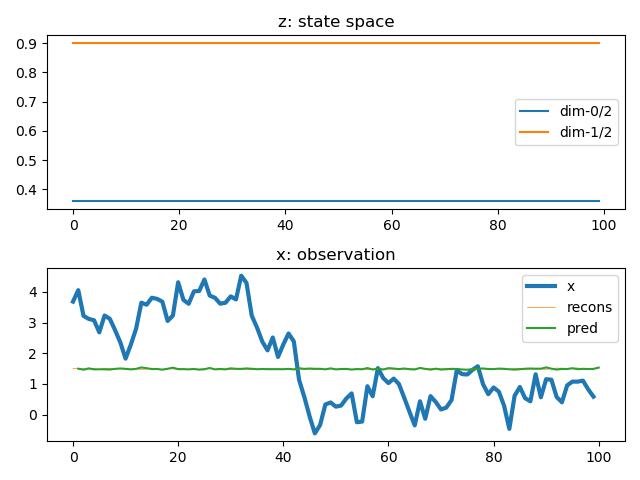 z: state space
0.9
0.8
0.7
0.6
0.5
0.4
dim-0/2
dim-1/2
0 20 40 60 80 100
x: observation
4
3
2
1
0
x
recons
pred
0 20 40 60 80 100